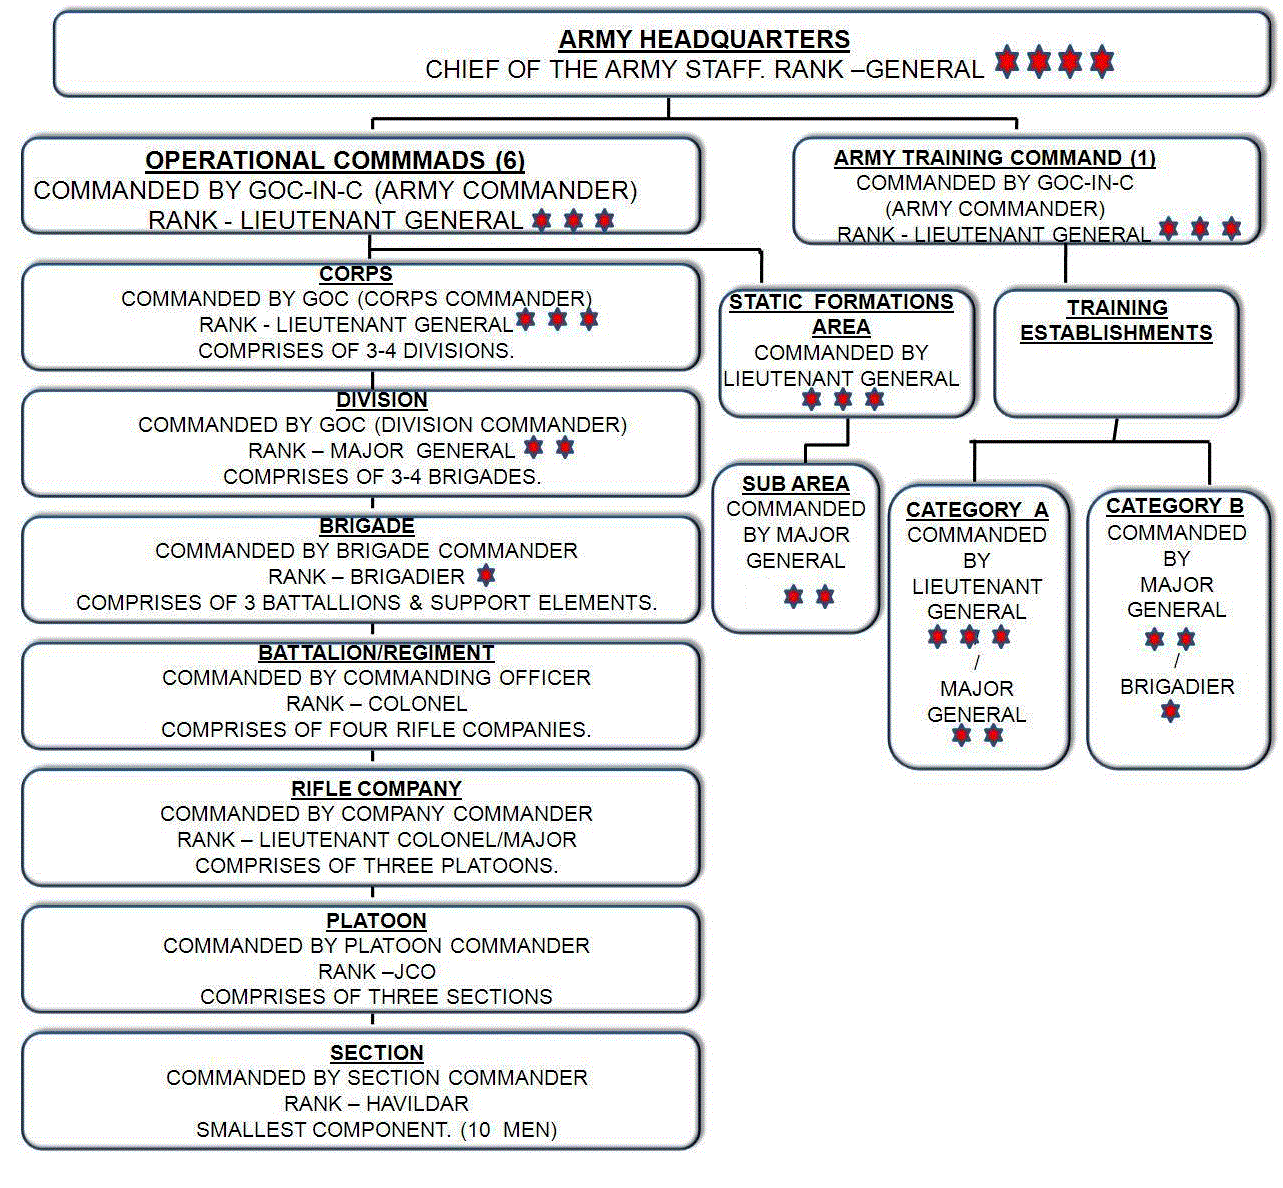 ARMY HEADQUARTERS
CHIEF OF THE ARMY STAFF. RANK –GENERAL
OPERATIONAL COMMMADS (6)
COMMANDED BY GOC-IN-C (ARMY COMMANDER)
RANK - LIEUTENANT GENERAL
ARMY TRAINING COMMAND (1)
COMMANDED BY GOC-IN-C
(ARMY COMMANDER)
RANK - LIEUTENANT GENERAL
CORPS
COMMANDED BY GOC (CORPS COMMANDER)
RANK - LIEUTENANT GENERAL
COMPRISES OF 3-4 DIVISIONS.
STATIC FORMATIONS
AREA
COMMANDED BY
LIEUTENANT GENERAL
TRAINING
ESTABLISHMENTS
DIVISION
COMMANDED BY GOC (DIVISION COMMANDER)
RANK – MAJOR GENERAL
COMPRISES OF 3-4 BRIGADES.
SUB AREA
COMMANDED
BY MAJOR
GENERAL
CATEGORY A
COMMANDED
BY
LIEUTENANT
GENERAL
/
MAJOR
GENERAL
CATEGORY B
COMMANDED
BY
MAJOR
GENERAL
/
BRIGADIER
BRIGADE
COMMANDED BY BRIGADE COMMANDER
RANK – BRIGADIER
COMPRISES OF 3 BATTALLIONS & SUPPORT ELEMENTS.
BATTALION/REGIMENT
COMMANDED BY COMMANDING OFFICER
RANK – COLONEL
COMPRISES OF FOUR RIFLE COMPANIES.
RIFLE COMPANY
COMMANDED BY COMPANY COMMANDER
RANK – LIEUTENANT COLONEL/MAJOR
COMPRISES OF THREE PLATOONS.
PLATOON
COMMANDED BY PLATOON COMMANDER
RANK –JCO
COMPRISES OF THREE SECTIONS
SECTION
COMMANDED BY SECTION COMMANDER
RANK – HAVILDAR
SMALLEST COMPONENT. (10 MEN)